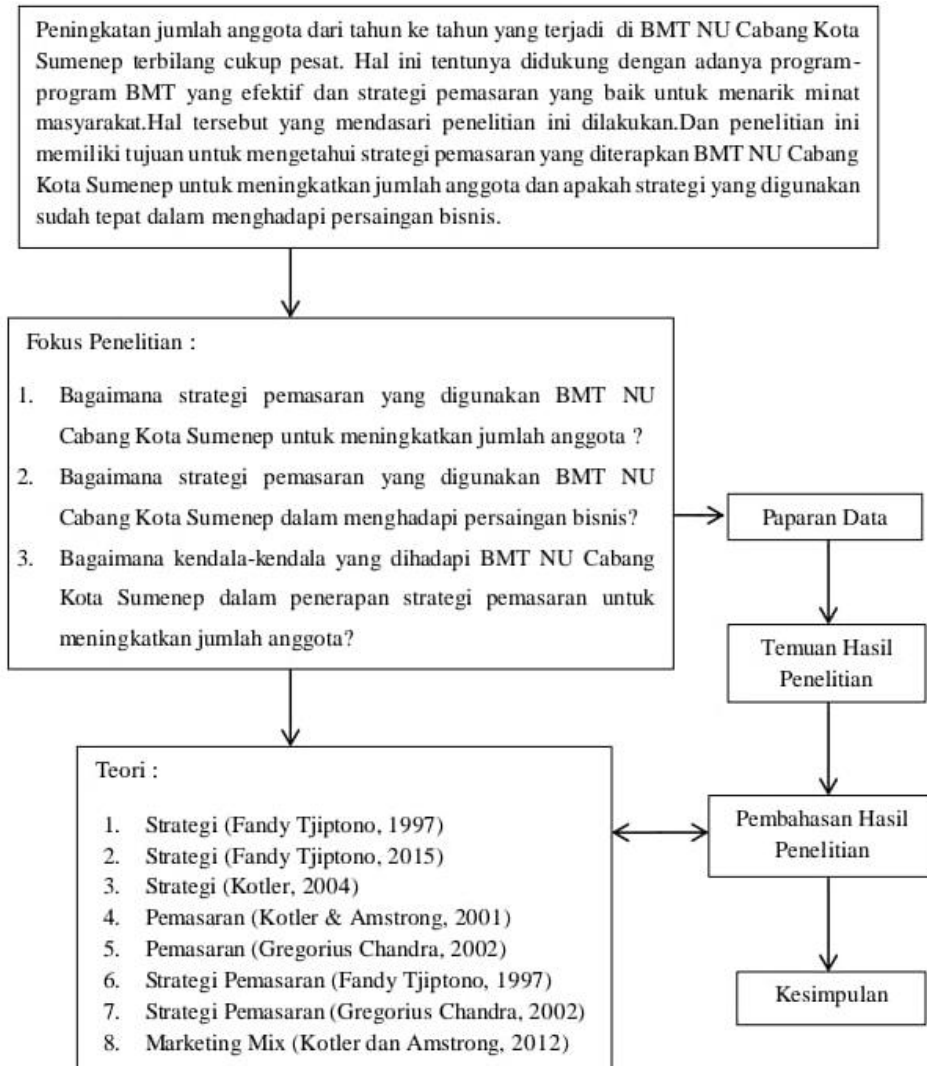 Peningkatan jumlah anggota dari tahun ke tahun yang terjadi di BMT NU Cabang Kota
Sumenep terbilang cukup pesat. Hal ini tentunya didukung dengan adanya program-
program BMT yang efektif dan strategi pemasaran yang baik untuk menarik minat
masyarakat.Hal tersebut yang mendasari penelitian ini dilakukan.Dan penelitian ini
memiliki tujuan untuk mengetahui strategi pemasaran yang diterapkan BMT NU Cabang
Kota Sumenep untuk meningkatkan jumlah anggota dan apakah strategi yang digunakan
sudah tepat dalam menghadapi persaingan bisnis.
Fokus Penelitian :
1. Bagaimana strategi pemasaran yang digunakan BMT NU
Cabang Kota Sumenep untuk meningkatkan jumlah anggota ?
2. Bagaimana strategi pemasaran yang digunakan BMT NU
Cabang Kota Sumenep dalam menghadapi persaingan bisnis?
3. Bagaimana kendala-kendala yang dihadapi BMT NU Cabang
Kota Sumenep dalam penerapan strategi pemasaran untuk
meningkatkan jumlah anggota?
Paparan Data
Temuan Hasil
Penelitian
Teori :
1. Strategi (Fandy Tjiptono, 1997)
2. Strategi (Fandy Tjiptono, 2015)
3. Strategi (Kotler, 2004)
4. Pemasaran (Kotler & Amstrong, 2001)
5. Pemasaran (Gregorius Chandra, 2002)
6. Strategi Pemasaran (Fandy Tjiptono, 1997)
7. Strategi Pemasaran (Gregorius Chandra, 2002)
8. Marketing Mix (Kotler dan Amstrong, 2012)
Pembahasan Hasil
Penelitian
Kesimpulan